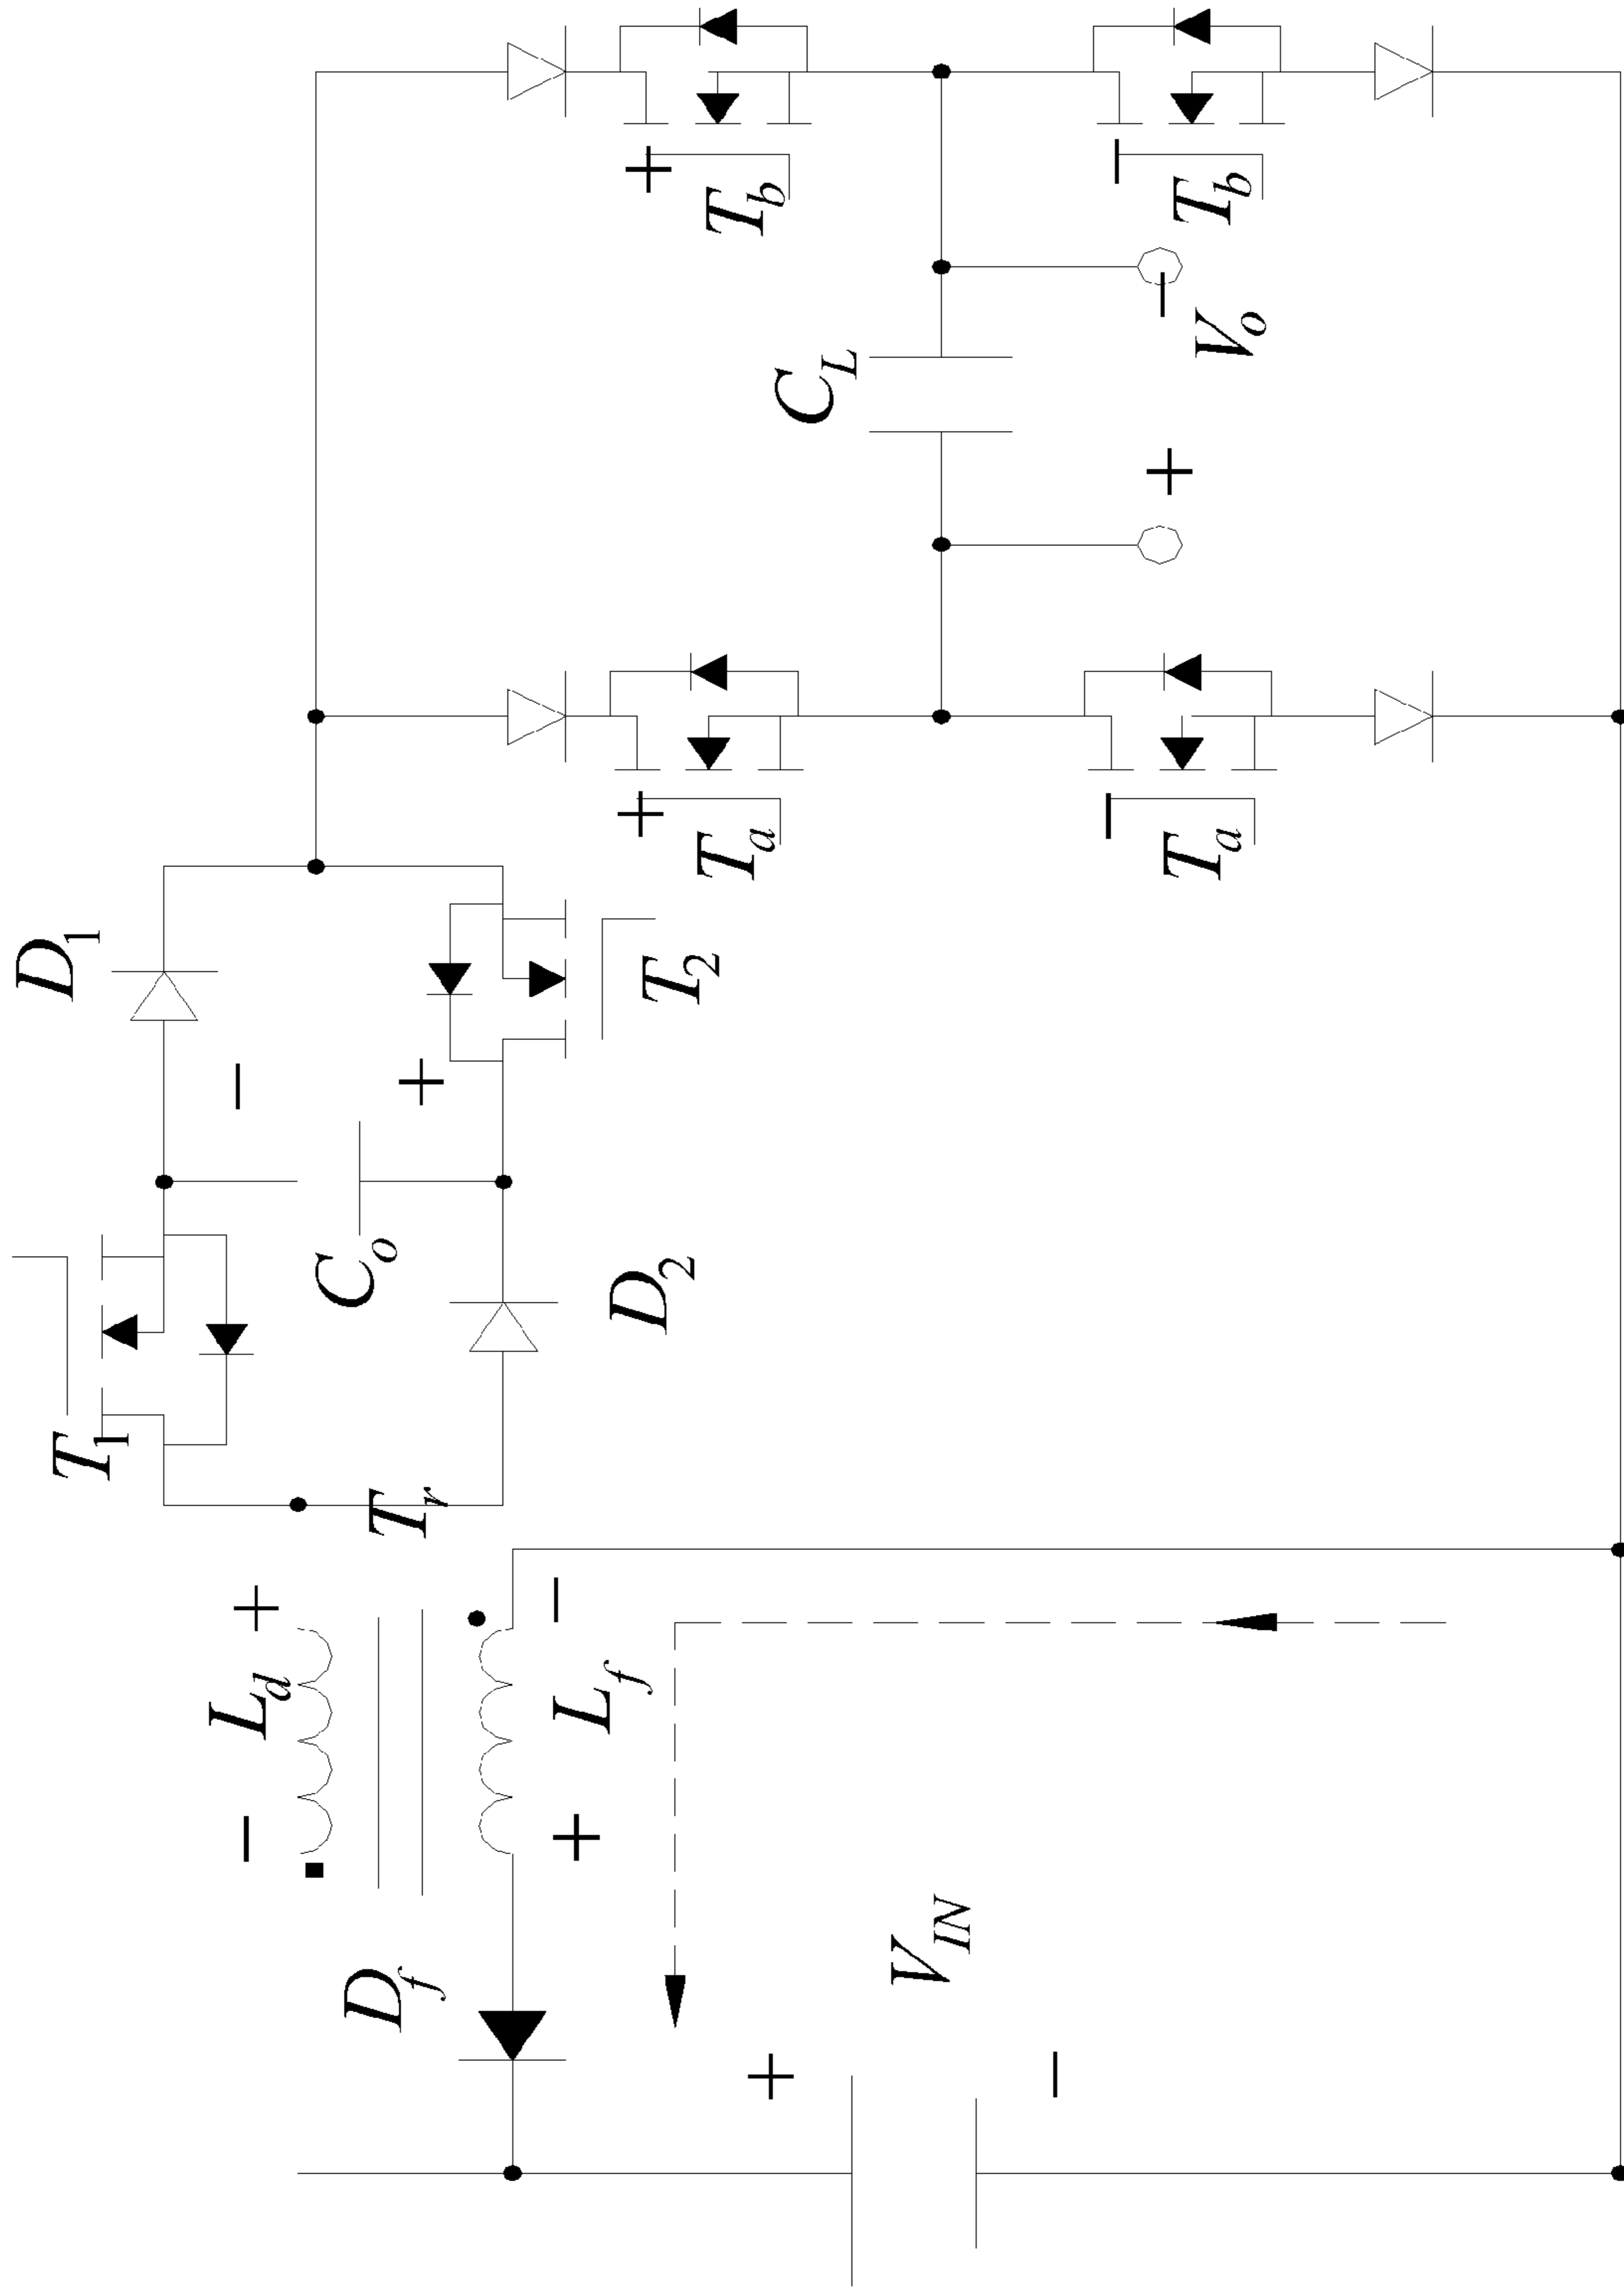 D_f
− L_d +
T_r
+ L_f −
V_IN
+
−
T_1
D_1
C_o
−
+
D_2
T_2
T_a +
T_a −
T_b +
T_b −
C_L
+ V_o −